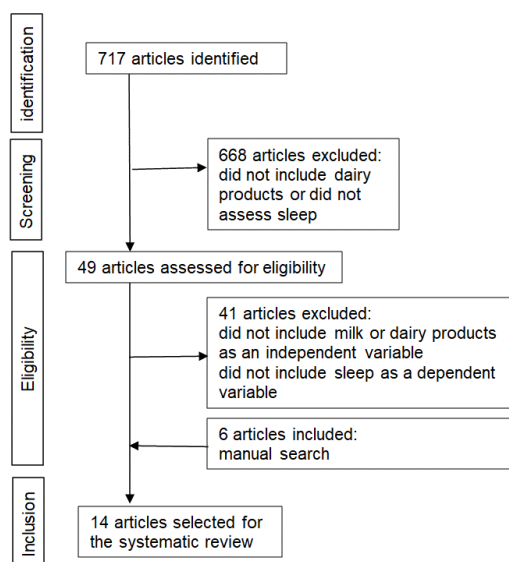 identification
717 articles identified
Screening
668 articles excluded:
did not include dairy
products or did not
assess sleep
Eligibility
49 articles assessed for eligibility
41 articles excluded:
did not include milk or dairy products
as an independent variable
did not include sleep as a dependent
variable
6 articles included:
manual search
Inclusion
14 articles selected for
the systematic review